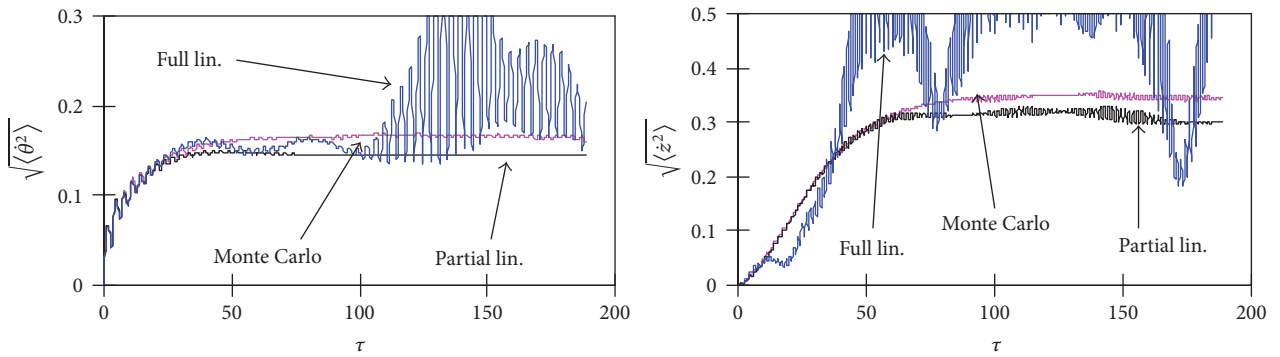 0.3
0.2
0.1
0
√⟨θ̇²⟩
Full lin.
Monte Carlo
Partial lin.
0 50 100 150 200
τ
0.5
0.4
0.3
0.2
0.1
0
√⟨ż²⟩
Full lin.
Monte Carlo
Partial lin.
0 50 100 150 200
τ